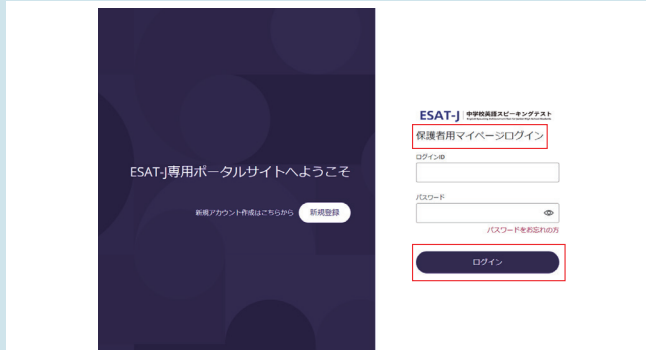 ESAT-J専用ポータルサイトへようこそ
新規アカウント作成はこちらから 新規登録
ESAT-J 中学校英語スピーキングテスト
保護者用マイページログイン
ログインID
パスワード
パスワードをお忘れの方
ログイン